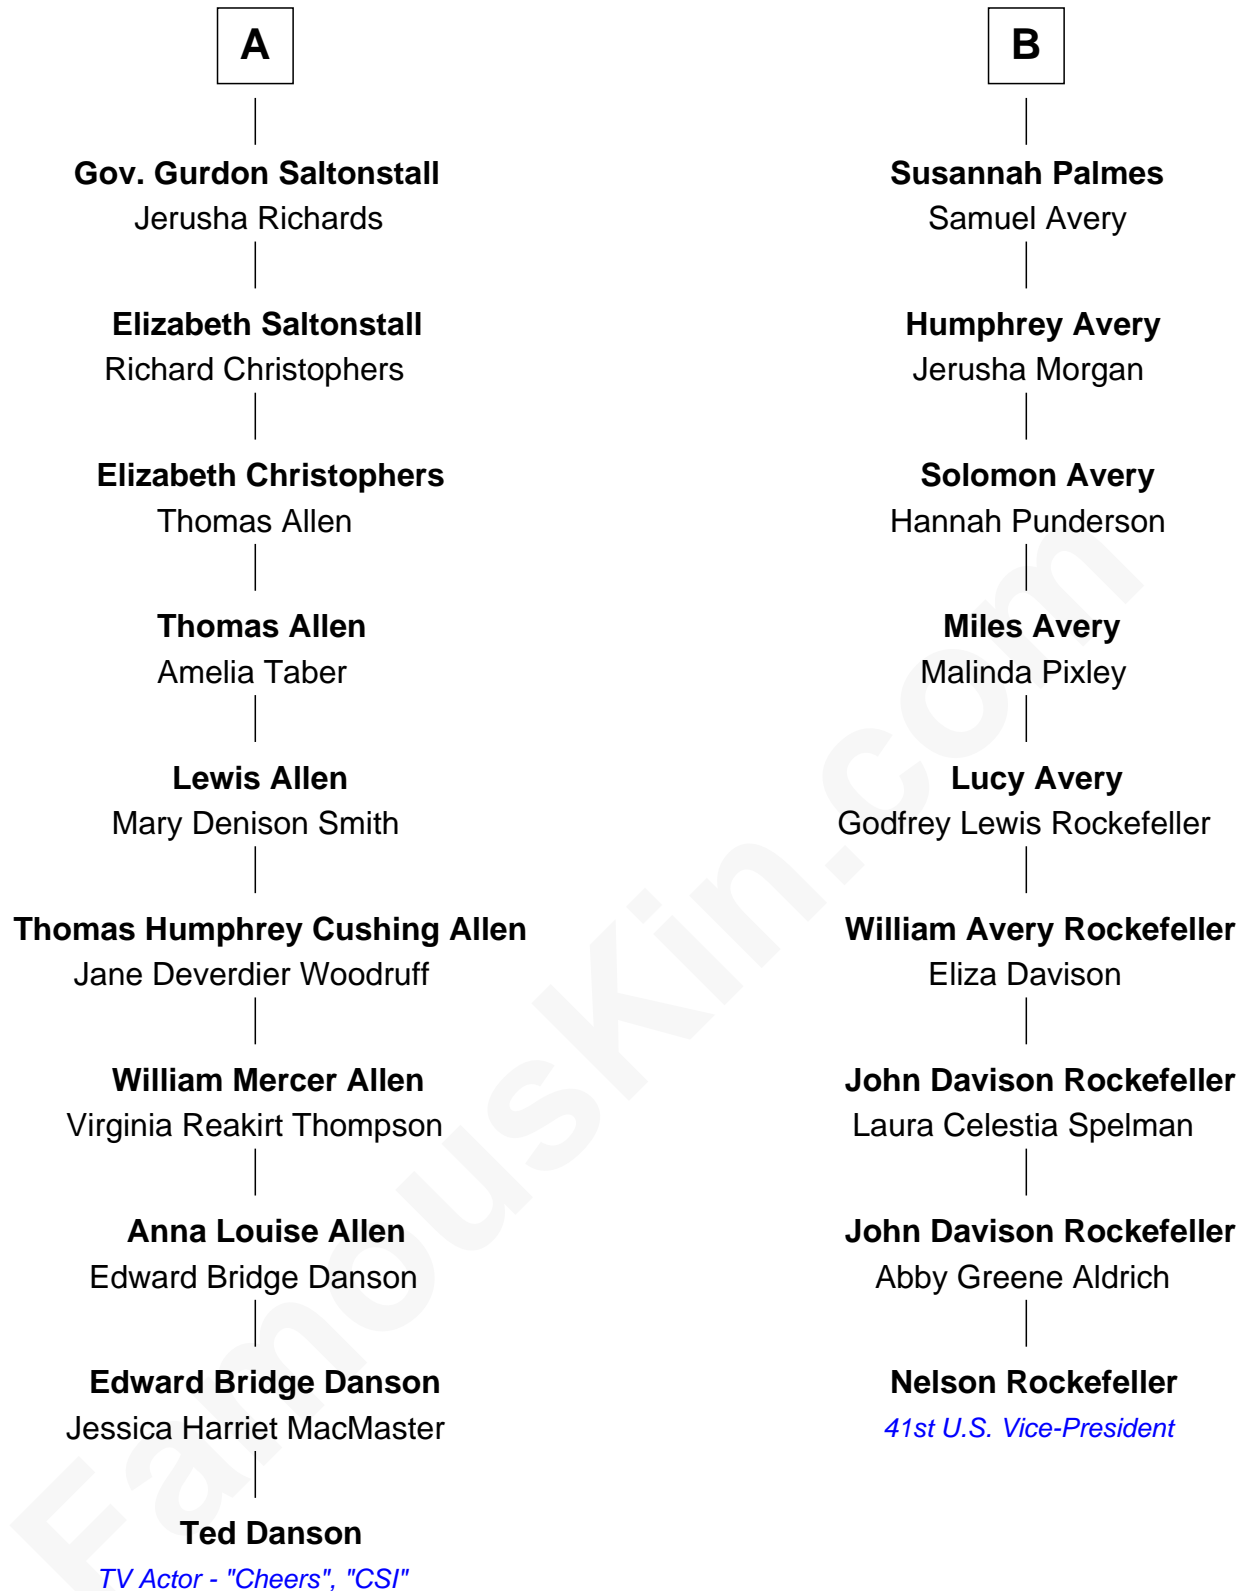 A
Gov. Gurdon Saltonstall
Jerusha Richards
Elizabeth Saltonstall
Richard Christophers
Elizabeth Christophers
Thomas Allen
Thomas Allen
Amelia Taber
Lewis Allen
Mary Denison Smith
Thomas Humphrey Cushing Allen
Jane Deverdier Woodruff
William Mercer Allen
Virginia Reakirt Thompson
Anna Louise Allen
Edward Bridge Danson
Edward Bridge Danson
Jessica Harriet MacMaster
Ted Danson
TV Actor - "Cheers", "CSI"
B
Susannah Palmes
Samuel Avery
Humphrey Avery
Jerusha Morgan
Solomon Avery
Hannah Punderson
Miles Avery
Malinda Pixley
Lucy Avery
Godfrey Lewis Rockefeller
William Avery Rockefeller
Eliza Davison
John Davison Rockefeller
Laura Celestia Spelman
John Davison Rockefeller
Abby Greene Aldrich
Nelson Rockefeller
41st U.S. Vice-President
FamousKin.com